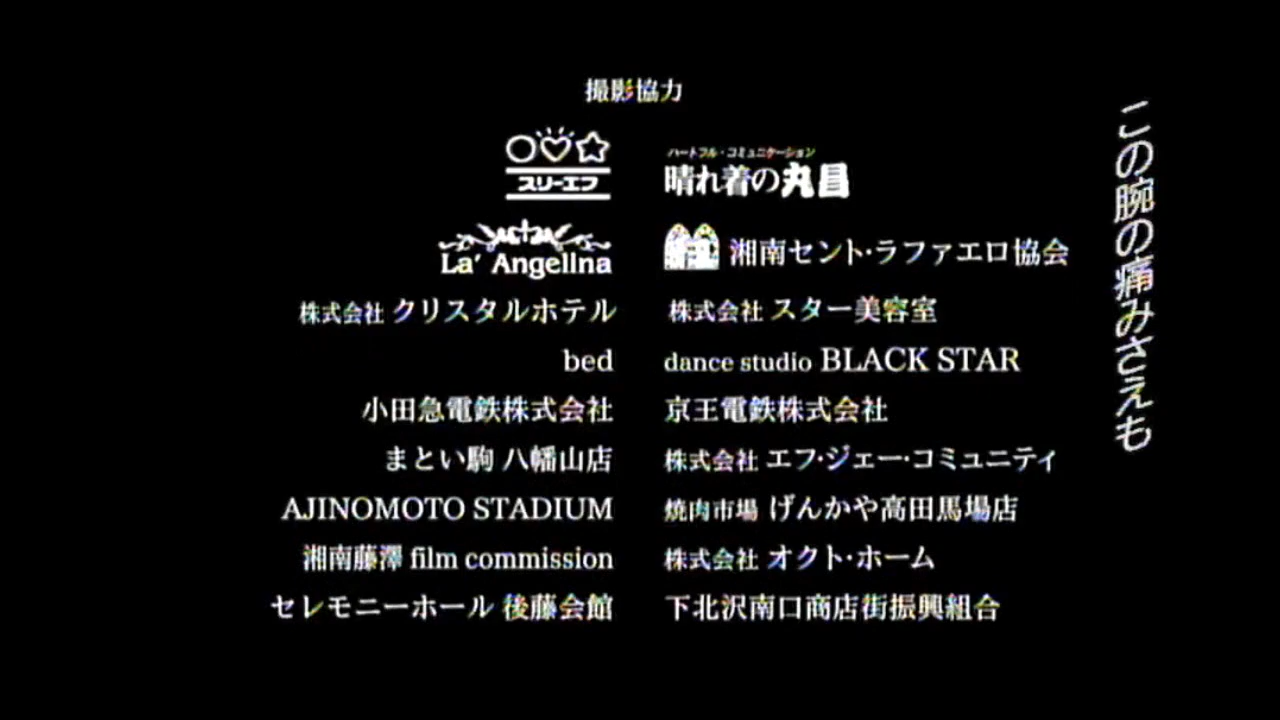 撮影協力
スリーエフ
ハートフル・コミュニケーション
晴れ着の丸昌
La' Angelina
湘南セント・ラファエロ協会
株式会社 クリスタルホテル
株式会社 スター美容室
bed
dance studio BLACK STAR
小田急電鉄株式会社
京王電鉄株式会社
まとい駒 八幡山店
株式会社 エフ・ジェー・コミュニティ
AJINOMOTO STADIUM
焼肉市場 げんかや高田馬場店
湘南藤澤 film commission
株式会社 オクト・ホーム
セレモニーホール 後藤会館
下北沢南口商店街振興組合
この腕の痛みさえも